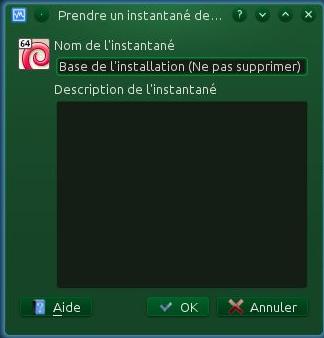 Prendre un instantané de...
64
Nom de l'instantané
Base de l'installation (Ne pas supprimer)
Description de l'instantané
Aide
OK
Annuler